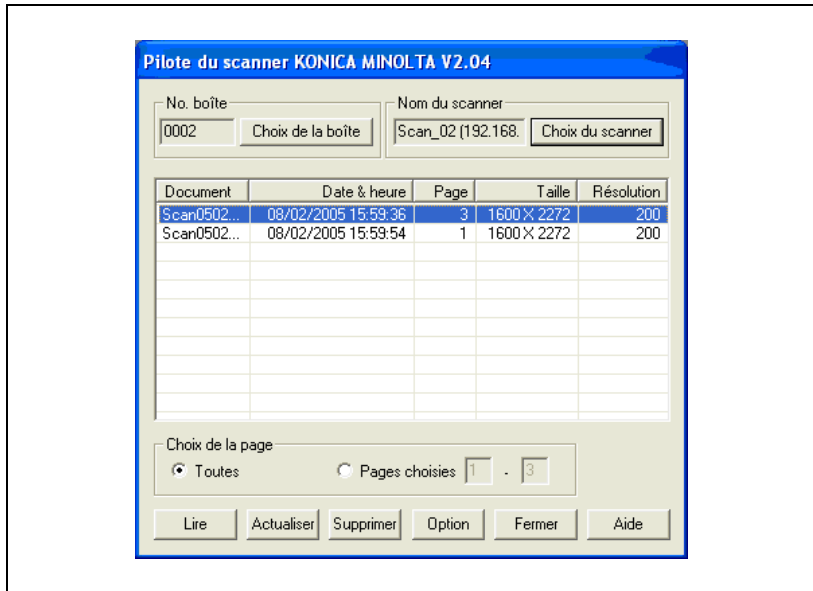 Pilote du scanner KONICA MINOLTA V2.04
No. boîte
Nom du scanner
0002 Choix de la boîte Scan_02 (192.168. Choix du scanner
Document Date & heure Page Taille Résolution
Scan0502... 08/02/2005 15:59:36 3 1600 X 2272 200
Scan0502... 08/02/2005 15:59:54 1 1600 X 2272 200
Choix de la page
Toutes Pages choisies 1 - 3
Lire Actualiser Supprimer Option Fermer Aide